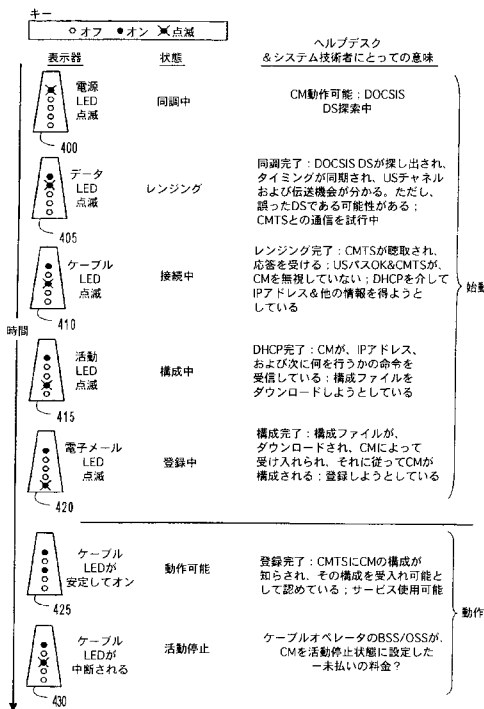 キー
○オフ ●オン ✕点滅
表示器
状態
ヘルプデスク
&システム技術者にとっての意味
時間
電源
LED
点滅
400
同調中
CM動作可能：DOCSIS
DS探索中
データ
LED
点滅
405
レンジング
同調完了：DOCSIS DSが探し出され、
タイミングが同期され、USチャネル
および伝送機会が分かる。ただし、
誤ったDSである可能性がある；
CMTSとの通信を試行中
ケーブル
LED
点滅
410
接続中
レンジング完了：CMTSが聴取され、
応答を受ける；USパスOK&CMTSが、
CMを無視していない；DHCPを介して
IPアドレス&他の情報を得ようと
している
活動
LED
点滅
415
構成中
DHCP完了：CMが、IPアドレス、
および次に何を行うかの命令を
受信している；構成ファイルを
ダウンロードしようとしている
電子メール
LED
点滅
420
登録中
構成完了：構成ファイルが、
ダウンロードされ、CMによって
受け入れられ、それに従ってCMが
構成される；登録しようとしている
始動
ケーブル
LEDが
安定してオン
425
動作可能
登録完了：CMTSにCMの構成が
知らされ、その構成を受入れ可能
として認めている；サービス使用可能
ケーブル
LEDが
中断される
430
活動停止
ケーブルオペレータのBSS/OSSが、
CMを活動停止状態に設定した
ー未払いの料金？
動作